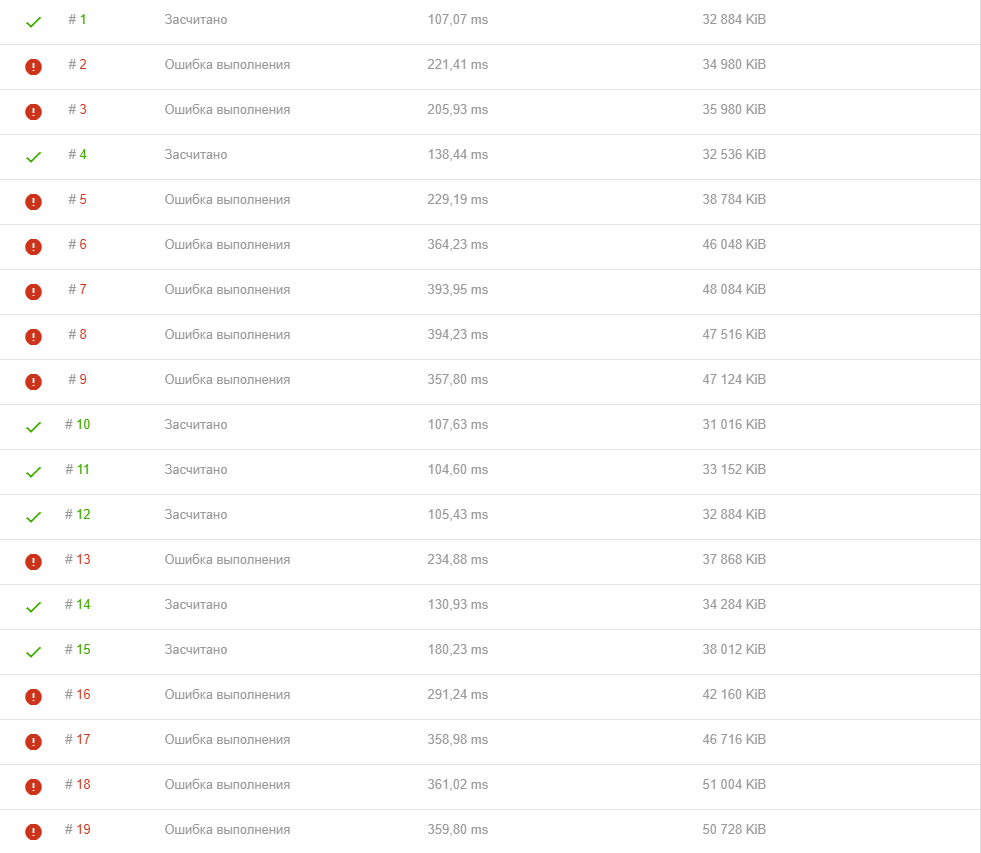 # 1 Засчитано 107,07 ms 32 884 KiB
# 2 Ошибка выполнения 221,41 ms 34 980 KiB
# 3 Ошибка выполнения 205,93 ms 35 980 KiB
# 4 Засчитано 138,44 ms 32 536 KiB
# 5 Ошибка выполнения 229,19 ms 38 784 KiB
# 6 Ошибка выполнения 364,23 ms 46 048 KiB
# 7 Ошибка выполнения 393,95 ms 48 084 KiB
# 8 Ошибка выполнения 394,23 ms 47 516 KiB
# 9 Ошибка выполнения 357,80 ms 47 124 KiB
# 10 Засчитано 107,63 ms 31 016 KiB
# 11 Засчитано 104,60 ms 33 152 KiB
# 12 Засчитано 105,43 ms 32 884 KiB
# 13 Ошибка выполнения 234,88 ms 37 868 KiB
# 14 Засчитано 130,93 ms 34 284 KiB
# 15 Засчитано 180,23 ms 38 012 KiB
# 16 Ошибка выполнения 291,24 ms 42 160 KiB
# 17 Ошибка выполнения 358,98 ms 46 716 KiB
# 18 Ошибка выполнения 361,02 ms 51 004 KiB
# 19 Ошибка выполнения 359,80 ms 50 728 KiB